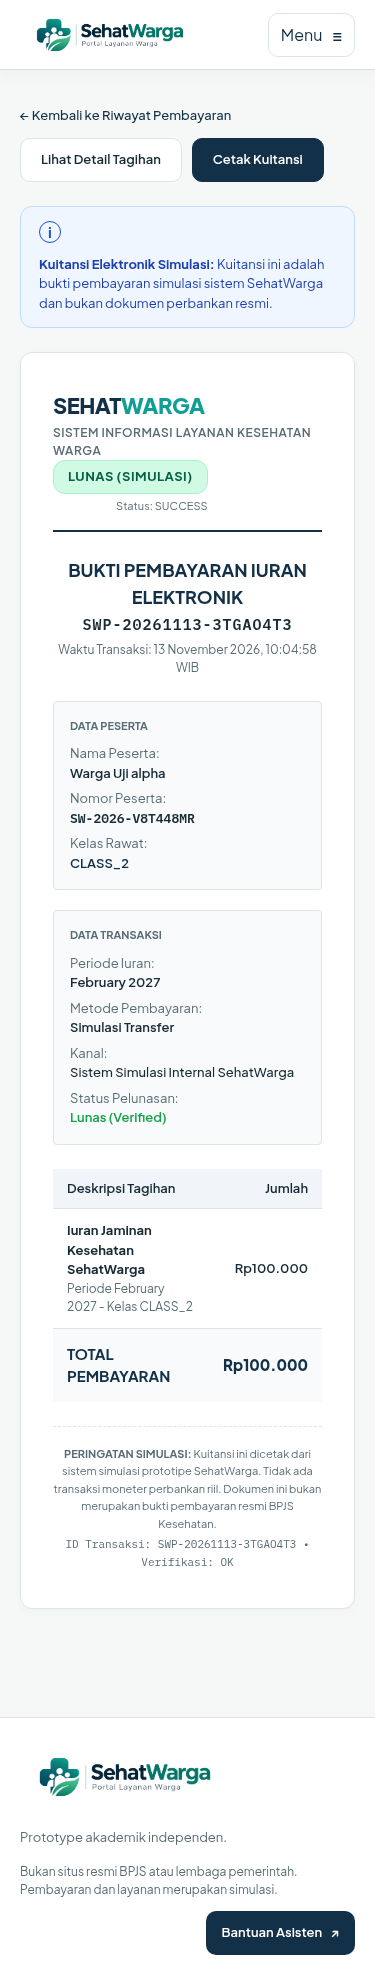 SehatWarga
Portal Layanan Warga
Menu ≡
← Kembali ke Riwayat Pembayaran
Lihat Detail Tagihan
Cetak Kuitansi
i
Kuitansi Elektronik Simulasi: Kuitansi ini adalah
bukti pembayaran simulasi sistem SehatWarga
dan bukan dokumen perbankan resmi.
SEHATWARGA
SISTEM INFORMASI LAYANAN KESEHATAN
WARGA
LUNAS (SIMULASI)
Status: SUCCESS
BUKTI PEMBAYARAN IURAN
ELEKTRONIK
SWP-20261113-3TGAO4T3
Waktu Transaksi: 13 November 2026, 10:04:58
WIB
DATA PESERTA
Nama Peserta:
Warga Uji alpha
Nomor Peserta:
SW-2026-V8T448MR
Kelas Rawat:
CLASS_2
DATA TRANSAKSI
Periode Iuran:
February 2027
Metode Pembayaran:
Simulasi Transfer
Kanal:
Sistem Simulasi Internal SehatWarga
Status Pelunasan:
Lunas (Verified)
Deskripsi Tagihan Jumlah
Iuran Jaminan
Kesehatan
SehatWarga
Rp100.000
Periode February
2027 - Kelas CLASS_2
TOTAL
PEMBAYARAN
Rp100.000
PERINGATAN SIMULASI: Kuitansi ini dicetak dari
sistem simulasi prototipe SehatWarga. Tidak ada
transaksi moneter perbankan riil. Dokumen ini bukan
merupakan bukti pembayaran resmi BPJS
Kesehatan.
ID Transaksi: SWP-20261113-3TGAO4T3 •
Verifikasi: OK
SehatWarga
Portal Layanan Warga
Prototype akademik independen.
Bukan situs resmi BPJS atau lembaga pemerintah.
Pembayaran dan layanan merupakan simulasi.
Bantuan Asisten ↗